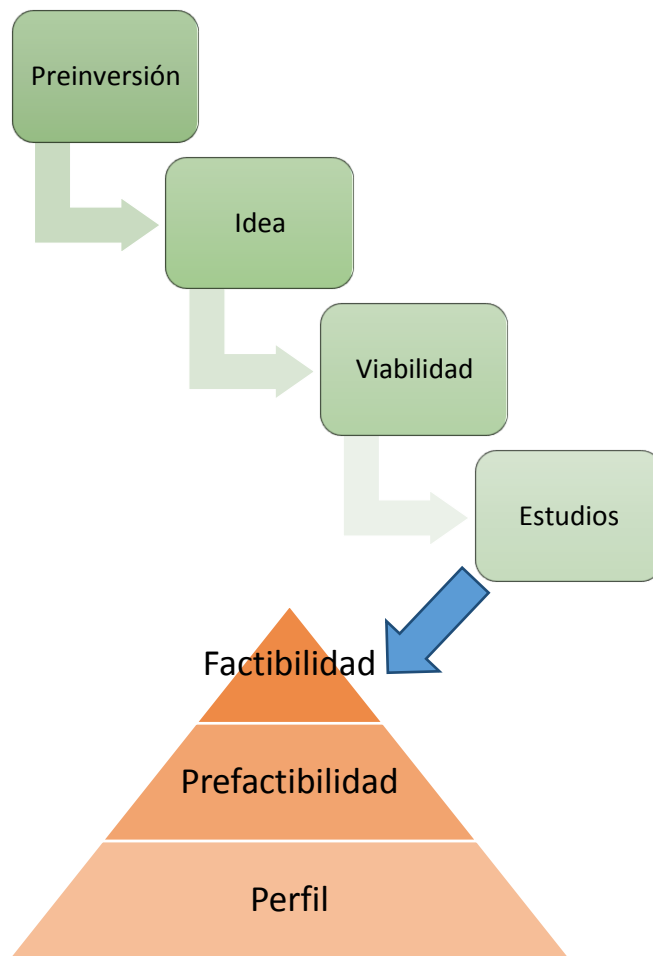 Preinversión
Idea
Viabilidad
Estudios
Factibilidad
Prefactibilidad
Perfil